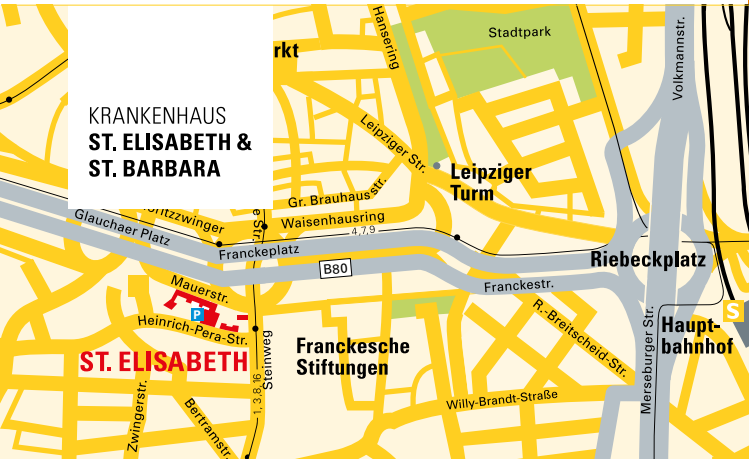 Hansering
Stadtpark
Volkmannstr.
rkt
KRANKENHAUS
ST. ELISABETH &
ST. BARBARA
Leipziger Str.
Leipziger
Turm
Gr. Brauhausstr.
Waisenhausring
Glauchaer Platz
4,7,9
Franckeplatz
B80
Riebeckplatz
Mauerstr.
Franckestr.
P
Heinrich-Pera-Str.
R.-Breitscheid-Str.
S
Haupt-
bahnhof
ST. ELISABETH
Franckesche
Stiftungen
Steinweg
1, 3,8,16
Merseburger Str.
Zwingerstr.
Bertramstr.
Willy-Brandt-Straße